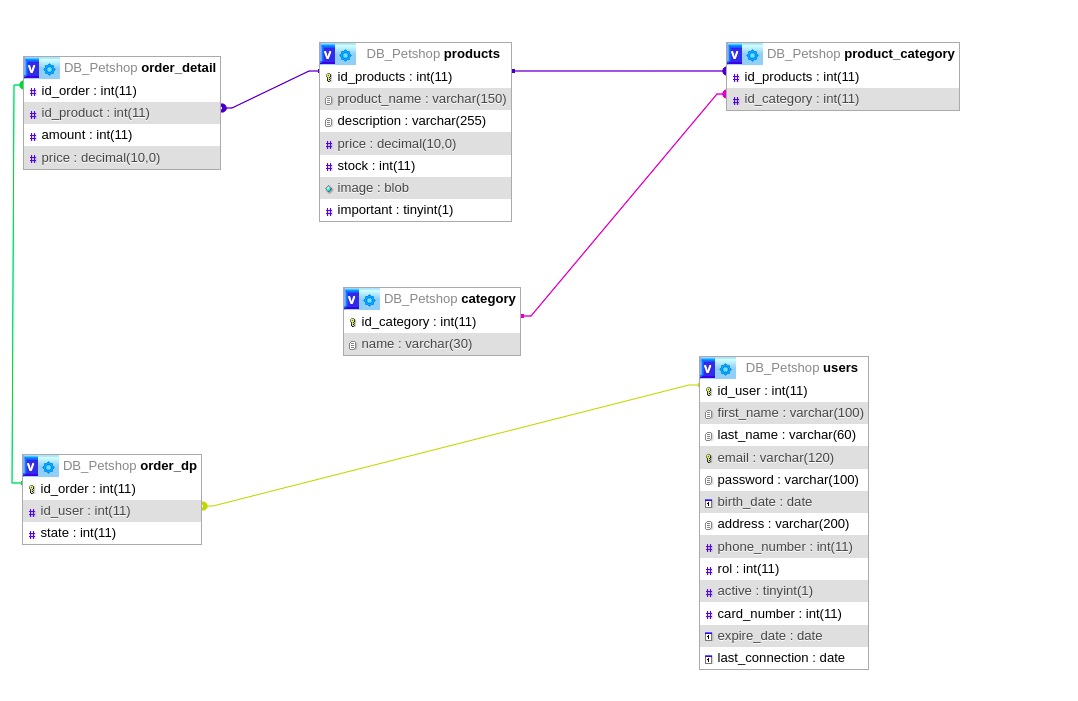 DB_Petshop order_detail
id_order : int(11)
id_product : int(11)
amount : int(11)
price : decimal(10,0)
DB_Petshop products
id_products : int(11)
product_name : varchar(150)
description : varchar(255)
price : decimal(10,0)
stock : int(11)
image : blob
important : tinyint(1)
DB_Petshop product_category
id_products : int(11)
id_category : int(11)
DB_Petshop category
id_category : int(11)
name : varchar(30)
DB_Petshop users
id_user : int(11)
first_name : varchar(100)
last_name : varchar(60)
email : varchar(120)
password : varchar(100)
birth_date : date
address : varchar(200)
phone_number : int(11)
rol : int(11)
active : tinyint(1)
card_number : int(11)
expire_date : date
last_connection : date
DB_Petshop order_dp
id_order : int(11)
id_user : int(11)
state : int(11)